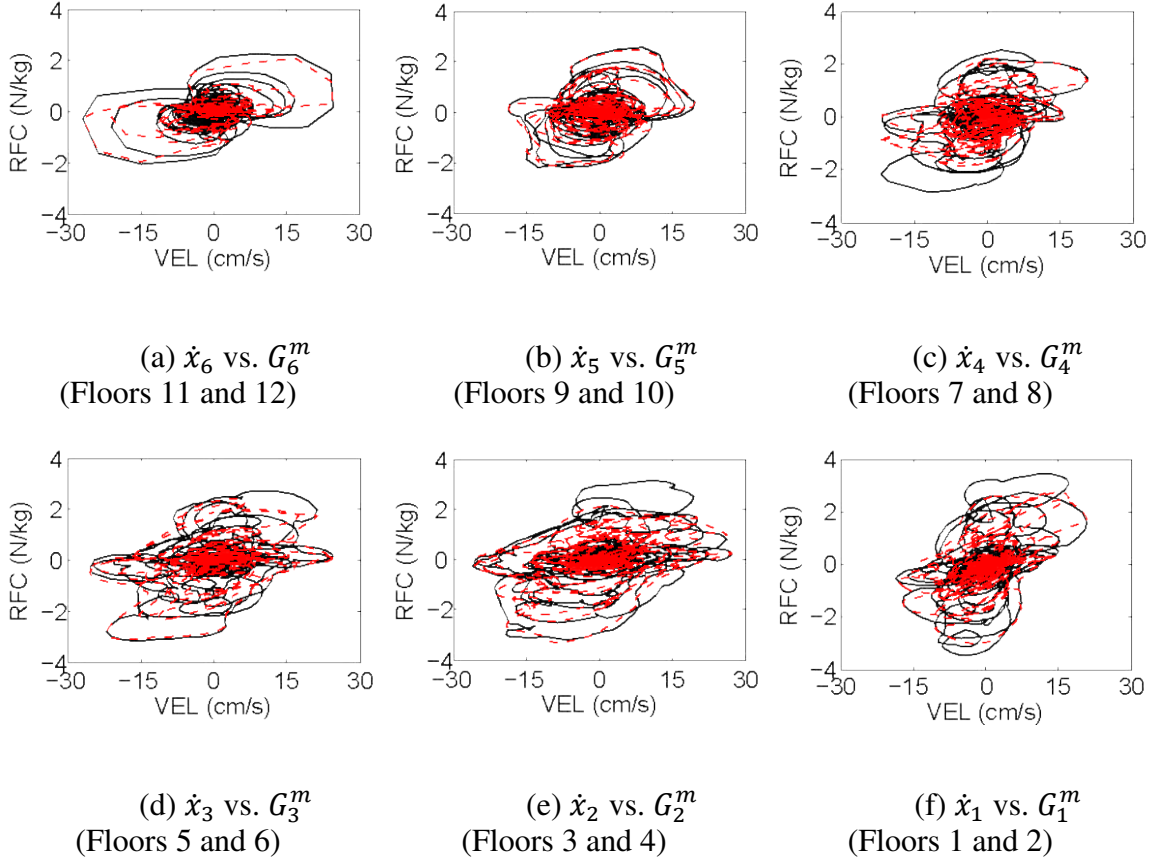 4
2
0
−2
−4
−30 −15 0 15 30
RFC (N/kg)
VEL (cm/s)
4
2
0
−2
−4
−30 −15 0 15 30
RFC (N/kg)
VEL (cm/s)
4
2
0
−2
−4
−30 −15 0 15 30
RFC (N/kg)
VEL (cm/s)
(a) ẋ₆ vs. G₆ᵐ
(Floors 11 and 12)
(b) ẋ₅ vs. G₅ᵐ
(Floors 9 and 10)
(c) ẋ₄ vs. G₄ᵐ
(Floors 7 and 8)
4
2
0
−2
−4
−30 −15 0 15 30
RFC (N/kg)
VEL (cm/s)
4
2
0
−2
−4
−30 −15 0 15 30
RFC (N/kg)
VEL (cm/s)
4
2
0
−2
−4
−30 −15 0 15 30
RFC (N/kg)
VEL (cm/s)
(d) ẋ₃ vs. G₃ᵐ
(Floors 5 and 6)
(e) ẋ₂ vs. G₂ᵐ
(Floors 3 and 4)
(f) ẋ₁ vs. G₁ᵐ
(Floors 1 and 2)